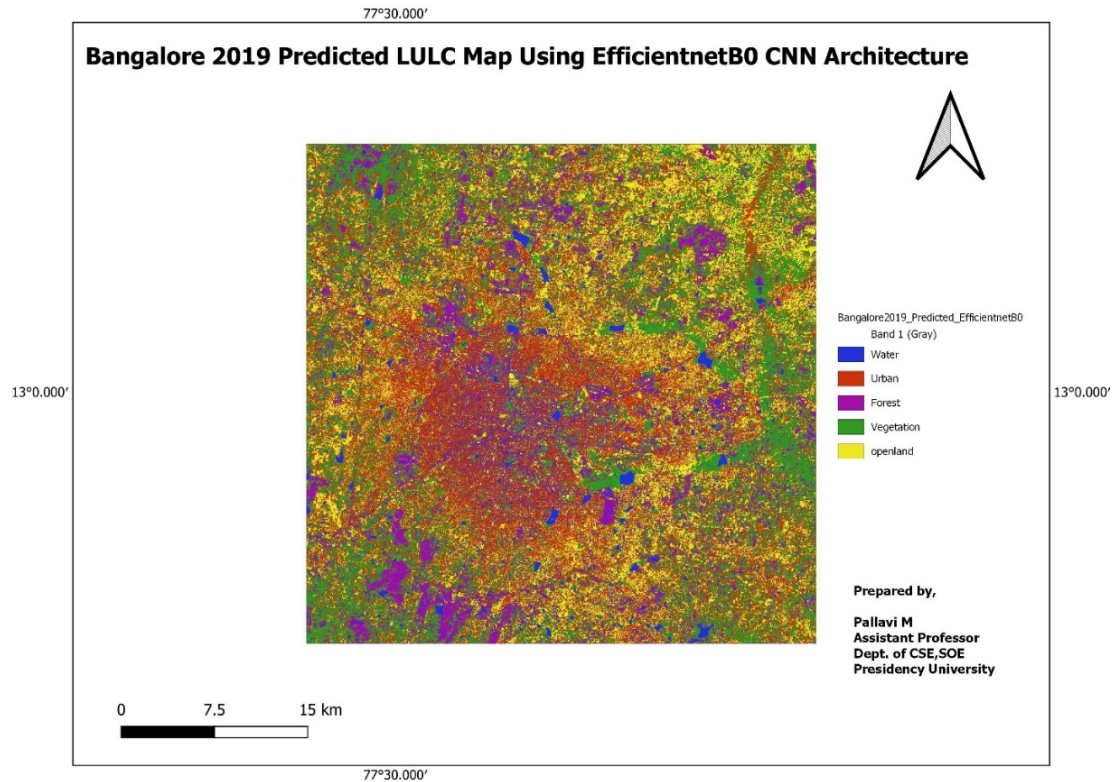 77°30.000′
Bangalore 2019 Predicted LULC Map Using EfficientnetB0 CNN Architecture
13°0.000′
13°0.000′
Bangalore2019_Predicted_EfficientnetB0
Band 1 (Gray)
Water
Urban
Forest
Vegetation
openland
Prepared by,
Pallavi M
Assistant Professor
Dept. of CSE,SOE
Presidency University
0 7.5 15 km
77°30.000′